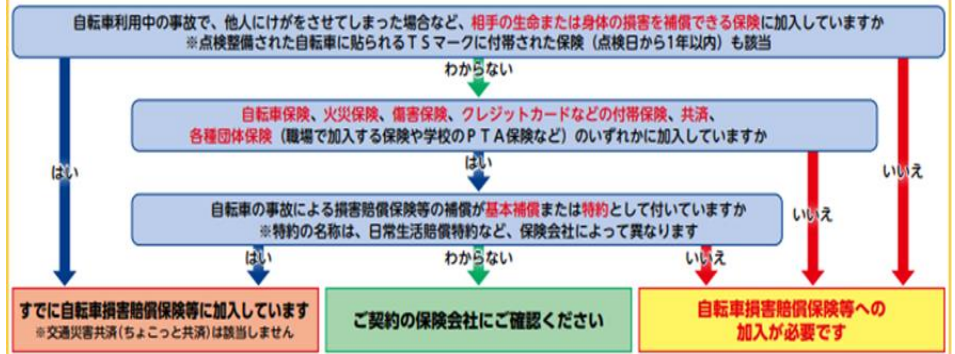 自転車利用中の事故で、他人にけがをさせてしまった場合など、相手の生命または身体の損害を補償できる保険に加入していますか
※点検整備された自転車に貼られるTSマークに付帯された保険（点検日から1年以内）も該当
わからない
自転車保険、火災保険、傷害保険、クレジットカードなどの付帯保険、共済、
各種団体保険（職場で加入する保険や学校のPTA保険など）のいずれかに加入していますか
はい
はい
いいえ
いいえ
自転車の事故による損害賠償保険等の補償が基本補償または特約として付いていますか
※特約の名称は、日常生活賠償特約など、保険会社によって異なります
はい
わからない
いいえ
すでに自転車損害賠償保険等に加入しています
※交通災害共済(ちょこっと共済)は該当しません
ご契約の保険会社にご確認ください
自転車損害賠償保険等への
加入が必要です